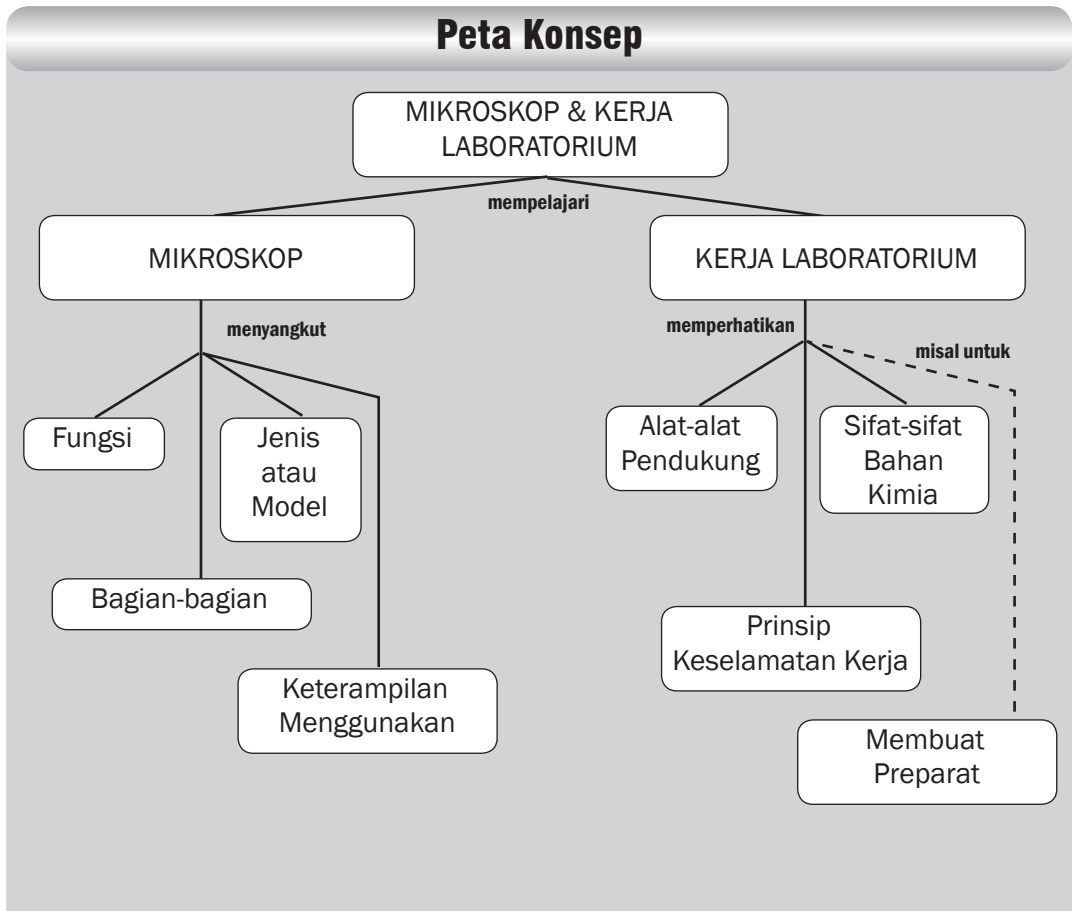 Peta Konsep
MIKROSKOP & KERJA
LABORATORIUM
mempelajari
MIKROSKOP
KERJA LABORATORIUM
menyangkut
memperhatikan
misal untuk
Fungsi
Jenis
atau
Model
Alat-alat
Pendukung
Sifat-sifat
Bahan
Kimia
Bagian-bagian
Prinsip
Keselamatan Kerja
Keterampilan
Menggunakan
Membuat
Preparat